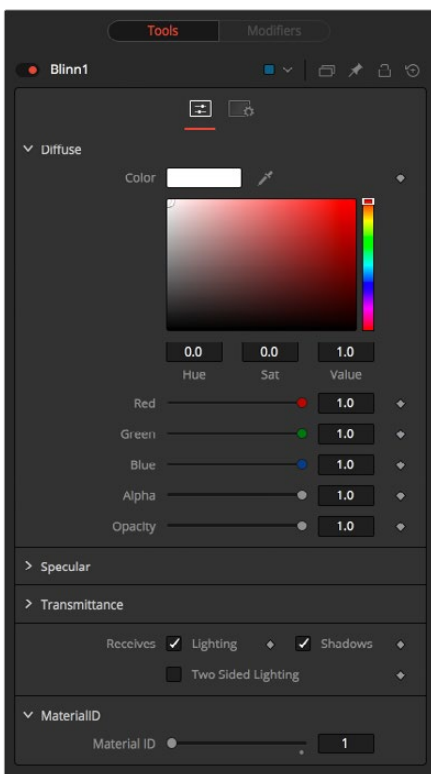 Tools Modifiers
Blinn1
Diffuse
Color
0.0 0.0 1.0
Hue Sat Value
Red 1.0
Green 1.0
Blue 1.0
Alpha 1.0
Opacity 1.0
Specular
Transmittance
Receives Lighting Shadows
Two Sided Lighting
MaterialID
Material ID 1